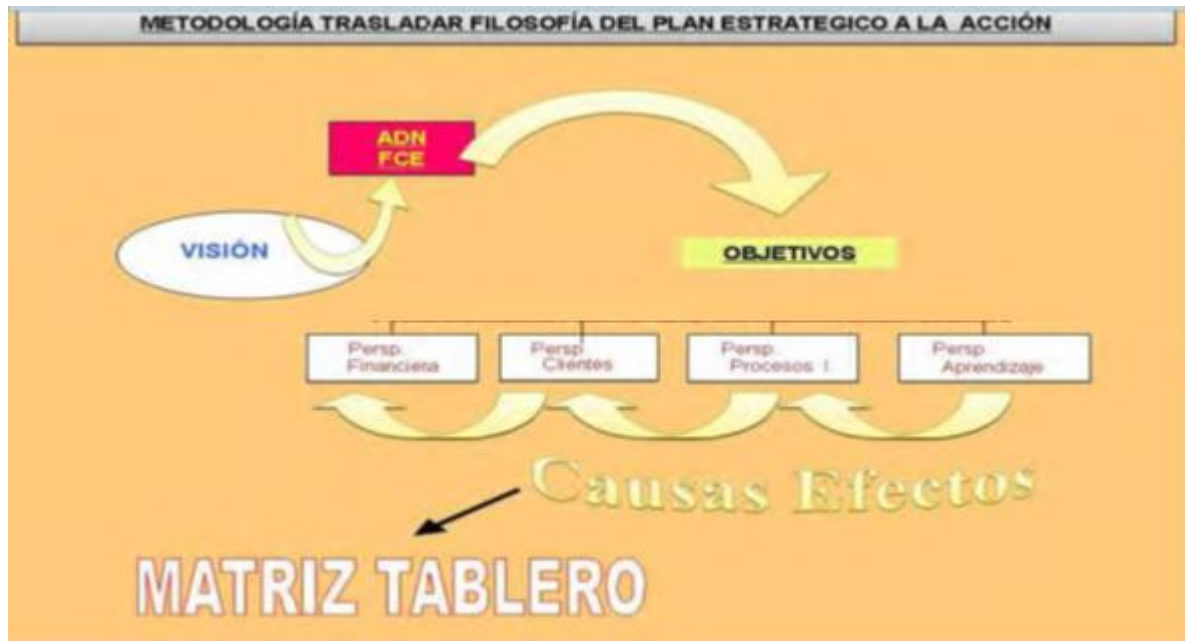 METODOLOGÍA TRASLADAR FILOSOFÍA DEL PLAN ESTRATEGICO A LA ACCIÓN
ADN
FCE
VISIÓN
OBJETIVOS
Persp.
Financiera
Persp
Clientes
Persp.
Procesos I.
Persp
Aprendizaje
Causas Efectos
MATRIZ TABLERO